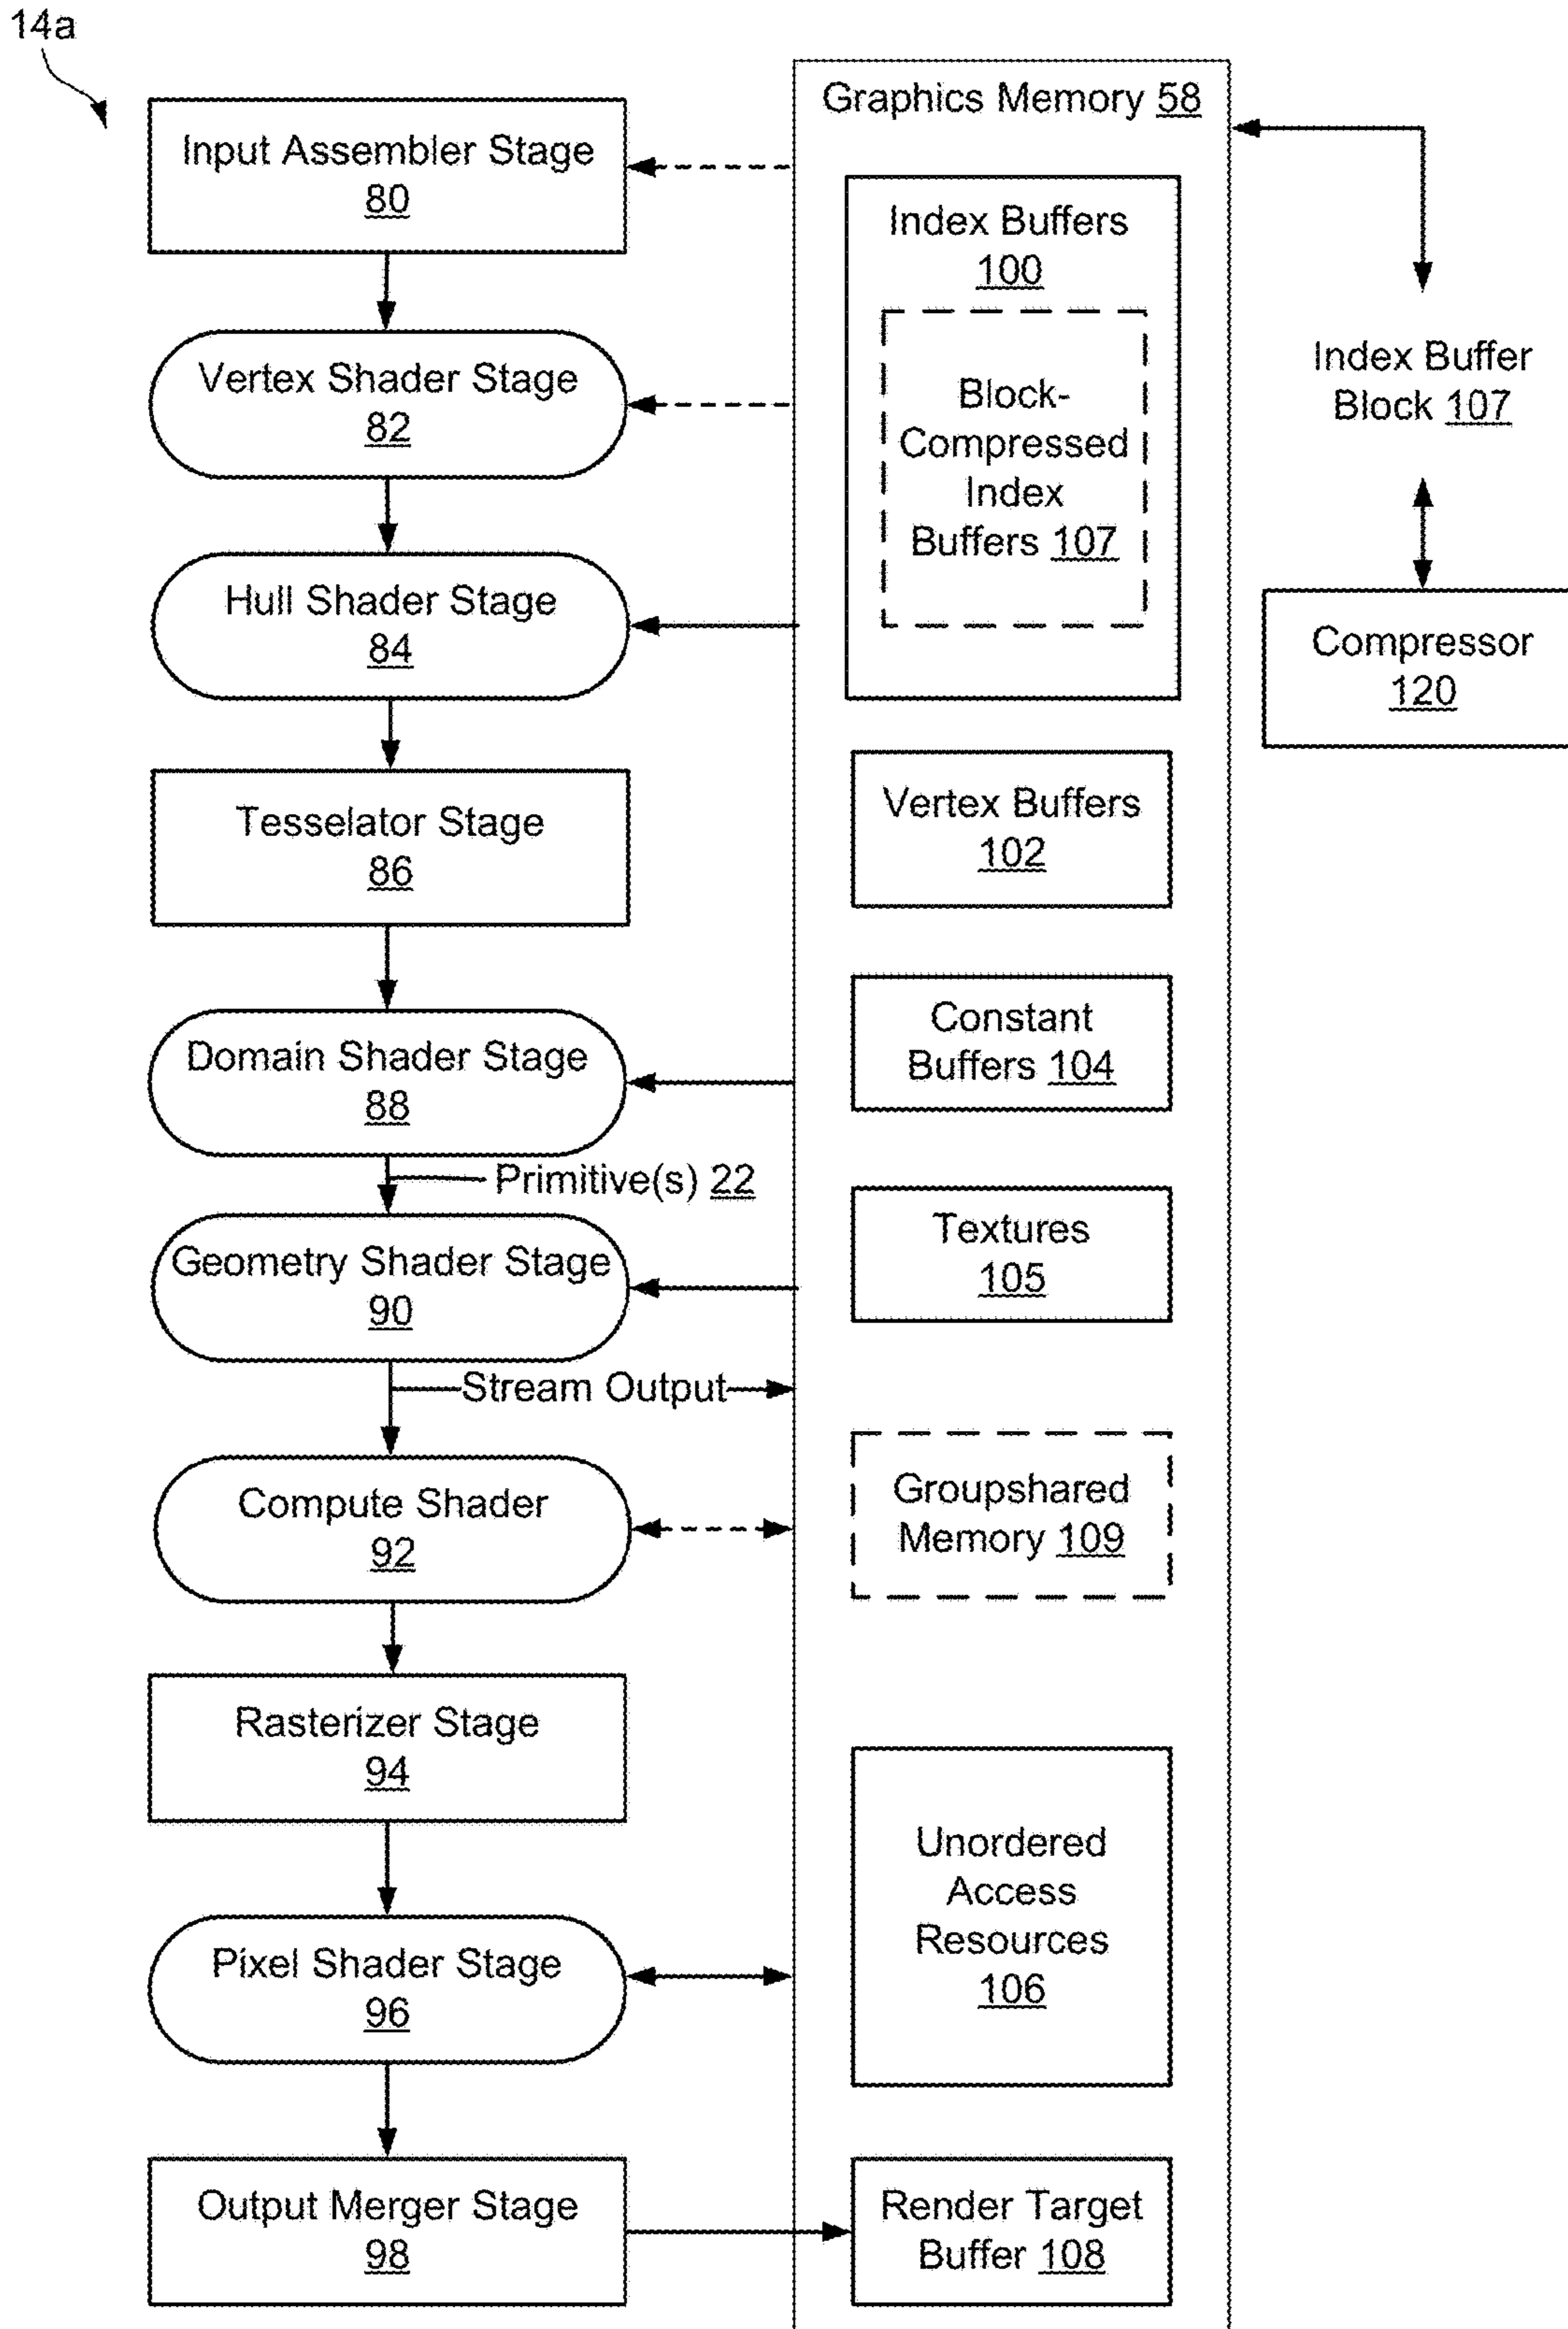 14a
Input Assembler Stage
80
Vertex Shader Stage
82
Hull Shader Stage
84
Tesselator Stage
86
Domain Shader Stage
88
Primitive(s) 22
Geometry Shader Stage
90
Stream Output
Compute Shader
92
Rasterizer Stage
94
Pixel Shader Stage
96
Output Merger Stage
98
Graphics Memory 58
Index Buffers
100
Block-
Compressed
Index
Buffers 107
Vertex Buffers
102
Constant
Buffers 104
Textures
105
Groupshared
Memory 109
Unordered
Access
Resources
106
Render Target
Buffer 108
Index Buffer
Block 107
Compressor
120